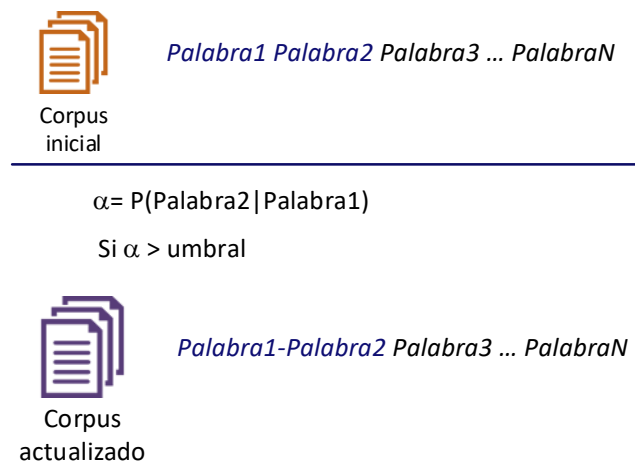 Palabra1 Palabra2 Palabra3 … PalabraN
Corpus
inicial
α= P(Palabra2|Palabra1)
Si α > umbral
Palabra1-Palabra2 Palabra3 … PalabraN
Corpus
actualizado